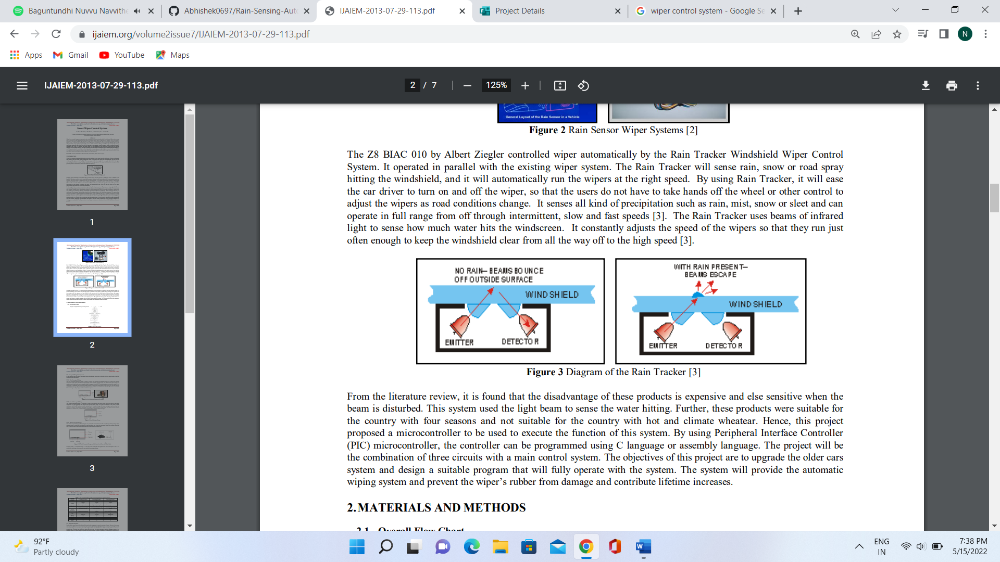 Baguntundhi Nuvvu Navvithe
Abhishek0697/Rain-Sensing-Auto
IJAIEM-2013-07-29-113.pdf
Project Details
wiper control system - Google Se
ijaiem.org/volume2issue7/IJAIEM-2013-07-29-113.pdf
N
Apps
Gmail
YouTube
Maps
IJAIEM-2013-07-29-113.pdf
2 / 7
125%
Smart Wiper Control System
1
2
3
General Layout of the Rain Sensor in a Vehicle
Figure 2 Rain Sensor Wiper Systems [2]
The Z8 BIAC 010 by Albert Ziegler controlled wiper automatically by the Rain Tracker Windshield Wiper Control
System. It operated in parallel with the existing wiper system. The Rain Tracker will sense rain, snow or road spray
hitting the windshield, and it will automatically run the wipers at the right speed. By using Rain Tracker, it will ease
the car driver to turn on and off the wiper, so that the users do not have to take hands off the wheel or other control to
adjust the wipers as road conditions change. It senses all kind of precipitation such as rain, mist, snow or sleet and can
operate in full range from off through intermittent, slow and fast speeds [3]. The Rain Tracker uses beams of infrared
light to sense how much water hits the windscreen. It constantly adjusts the speed of the wipers so that they run just
often enough to keep the windshield clear from all the way off to the high speed [3].
NO RAIN— BEAMS BOUNCE
OFF OUTSIDE SURFACE
WINDSHIELD
EMITTER
DETECTOR
WITH RAIN PRESENT—
BEAMS ESCAPE
WINDSHIELD
EMITTER
DETECTOR
Figure 3 Diagram of the Rain Tracker [3]
From the literature review, it is found that the disadvantage of these products is expensive and else sensitive when the
beam is disturbed. This system used the light beam to sense the water hitting. Further, these products were suitable for
the country with four seasons and not suitable for the country with hot and climate wheatear. Hence, this project
proposed a microcontroller to be used to execute the function of this system. By using Peripheral Interface Controller
(PIC) microcontroller, the controller can be programmed using C language or assembly language. The project will be
the combination of three circuits with a main control system. The objectives of this project are to upgrade the older cars
system and design a suitable program that will fully operate with the system. The system will provide the automatic
wiping system and prevent the wiper’s rubber from damage and contribute lifetime increases.
2. MATERIALS AND METHODS
2.1 Overall Flow Chart
92°F
Partly cloudy
ENG
IN
7:38 PM
5/15/2022